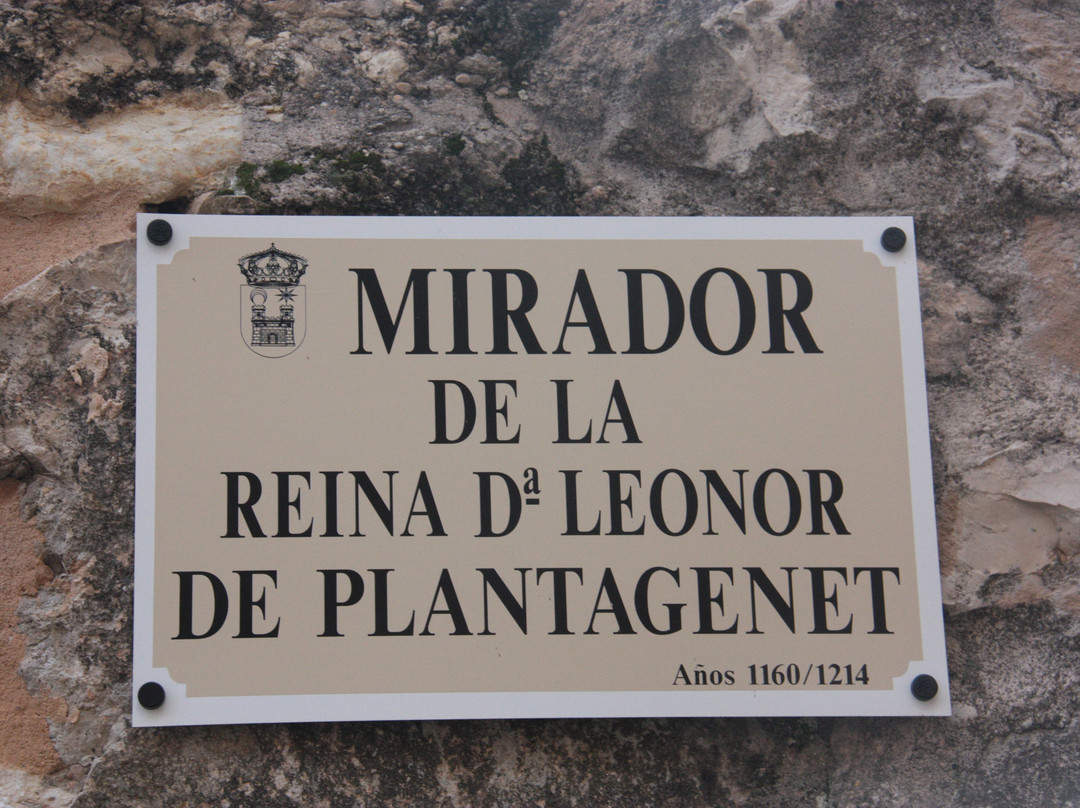 MIRADOR
DE LA
REINA Dª LEONOR
DE PLANTAGENET
Años 1160/1214